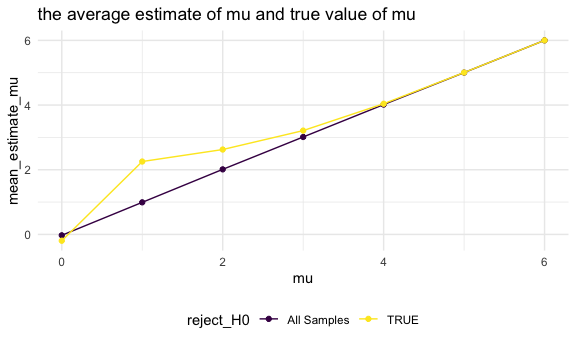 the average estimate of mu and true value of mu
6
4
2
0
mean_estimate_mu
0 2 4 6
mu
reject_H0 All Samples TRUE